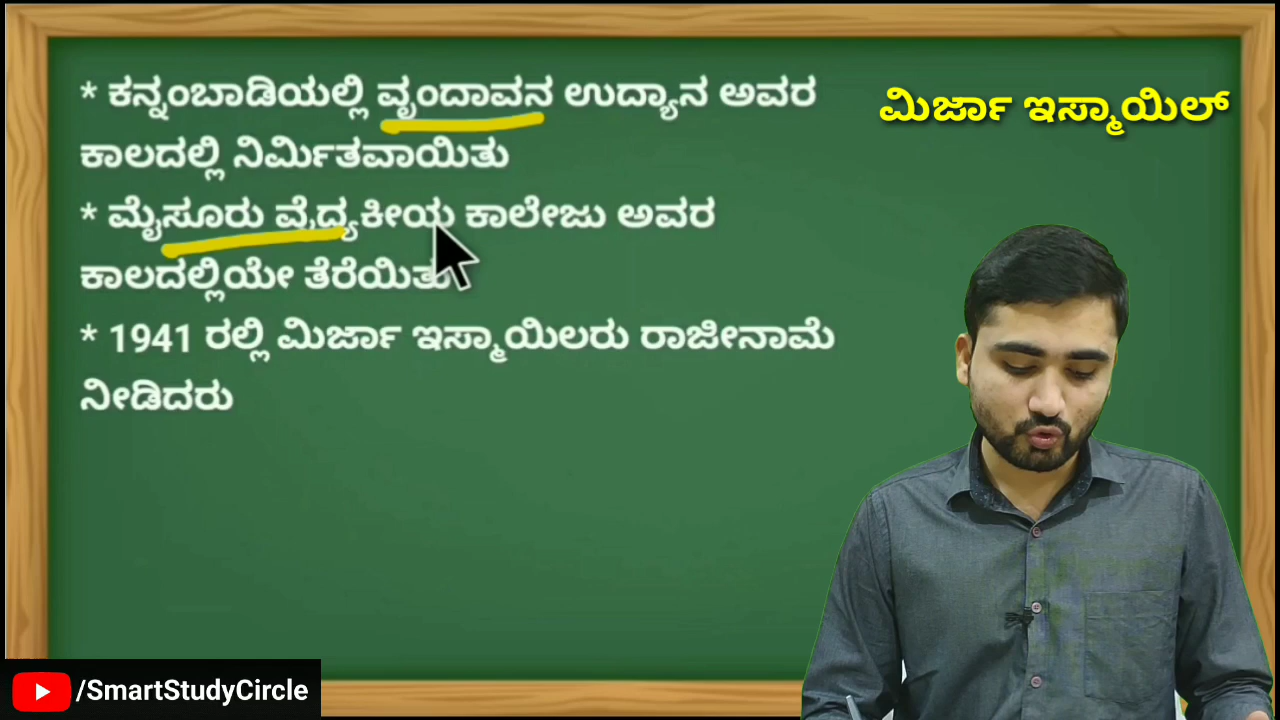 * ಕನ್ನಂಬಾಡಿಯಲ್ಲಿ ವೃಂದಾವನ ಉದ್ಯಾನ ಅವರ
ಕಾಲದಲ್ಲಿ ನಿರ್ಮಿತವಾಯಿತು
* ಮೈಸೂರು ವೈದ್ಯಕೀಯ ಕಾಲೇಜು ಅವರ
ಕಾಲದಲ್ಲಿಯೇ ತೆರೆಯಿತು
* 1941 ರಲ್ಲಿ ಮಿರ್ಜಾ ಇಸ್ಮಾಯಿಲರು ರಾಜೀನಾಮೆ
ನೀಡಿದರು
ಮಿರ್ಜಾ ಇಸ್ಮಾಯಿಲ್
/SmartStudyCircle